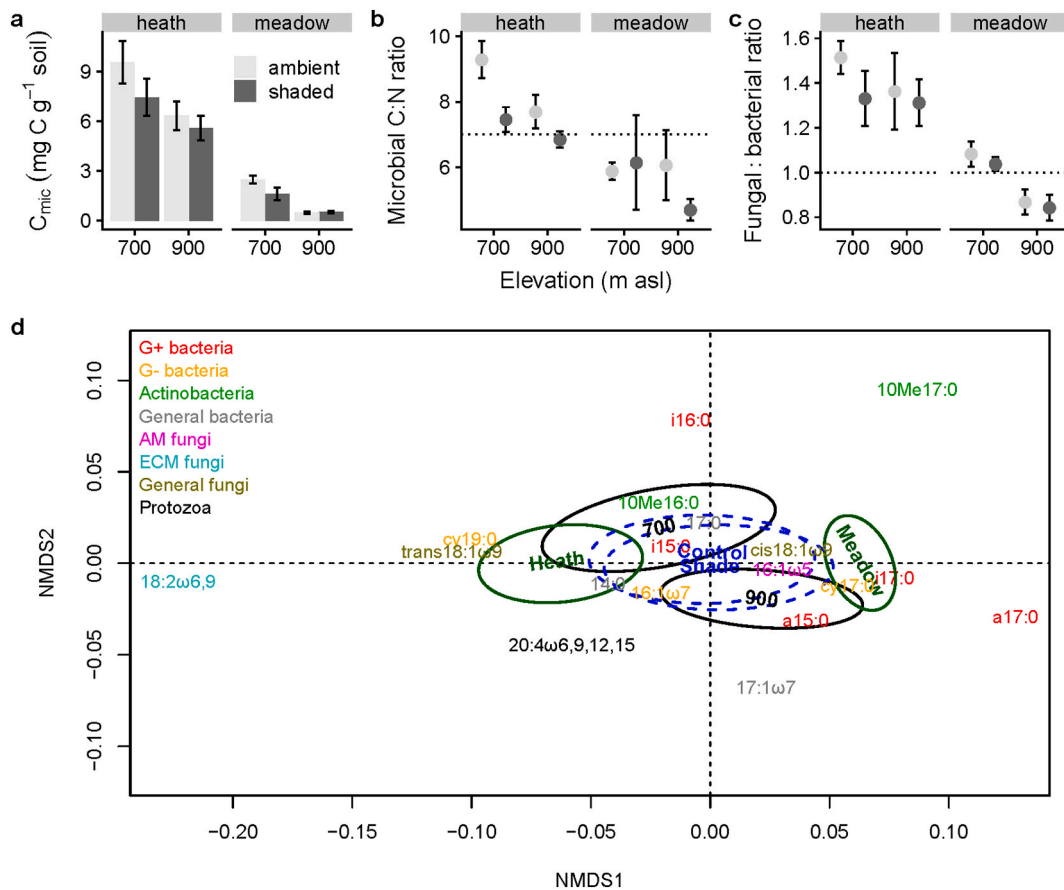 a
heath
meadow
Cmic (mg C g−1 soil)
9
6
3
0
ambient
shaded
700
900
700
900
b
heath
meadow
Microbial C:N ratio
10
8
6
700
900
700
900
Elevation (m asl)
c
heath
meadow
Fungal : bacterial ratio
1.6
1.4
1.2
1.0
0.8
700
900
700
900
d
G+ bacteria
G- bacteria
Actinobacteria
General bacteria
AM fungi
ECM fungi
General fungi
Protozoa
NMDS2
0.10
0.05
0.00
−0.05
−0.10
10Me17:0
i16:0
10Me16:0
700
17:0
cy19:0
trans18:1ω9
Heath
i15:0
Control
Shade
cis18:1ω9
16:1ω5
Meadow
i17:0
18:2ω6,9
14:0
16:1ω7
900
cy17:0
a15:0
a17:0
20:4ω6,9,12,15
17:1ω7
−0.20
−0.15
−0.10
−0.05
0.00
0.05
0.10
NMDS1